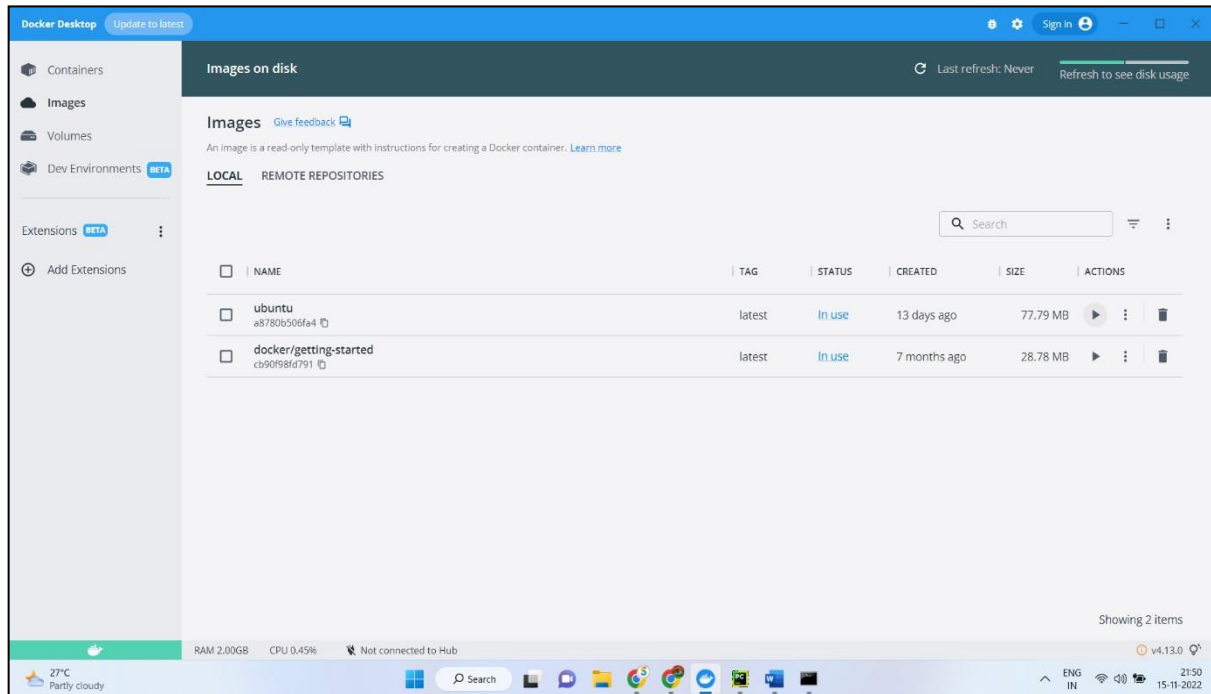 Docker Desktop Update to latest Sign in
Containers
Images
Volumes
Dev Environments BETA
Extensions BETA
Add Extensions
Images on disk Last refresh: Never Refresh to see disk usage
Images Give feedback
An image is a read-only template with instructions for creating a Docker container. Learn more
LOCAL REMOTE REPOSITORIES
Search
NAME TAG STATUS CREATED SIZE ACTIONS
ubuntu latest In use 13 days ago 77.79 MB
a8780b506fa4
docker/getting-started latest In use 7 months ago 28.78 MB
cb90f98fd791
Showing 2 items
RAM 2.00GB CPU 0.45% Not connected to Hub v4.13.0
27°C
Partly cloudy
Search
ENG
IN
21:50
15-11-2022